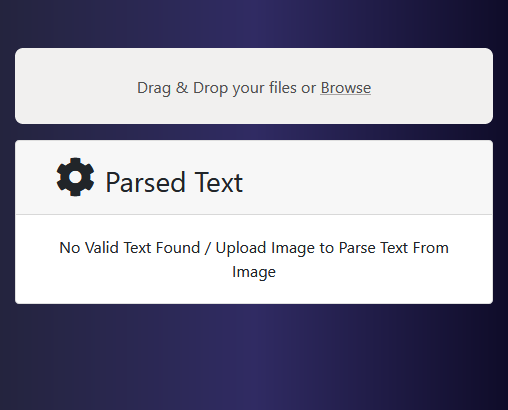 Drag & Drop your files or Browse
Parsed Text
No Valid Text Found / Upload Image to Parse Text From
Image